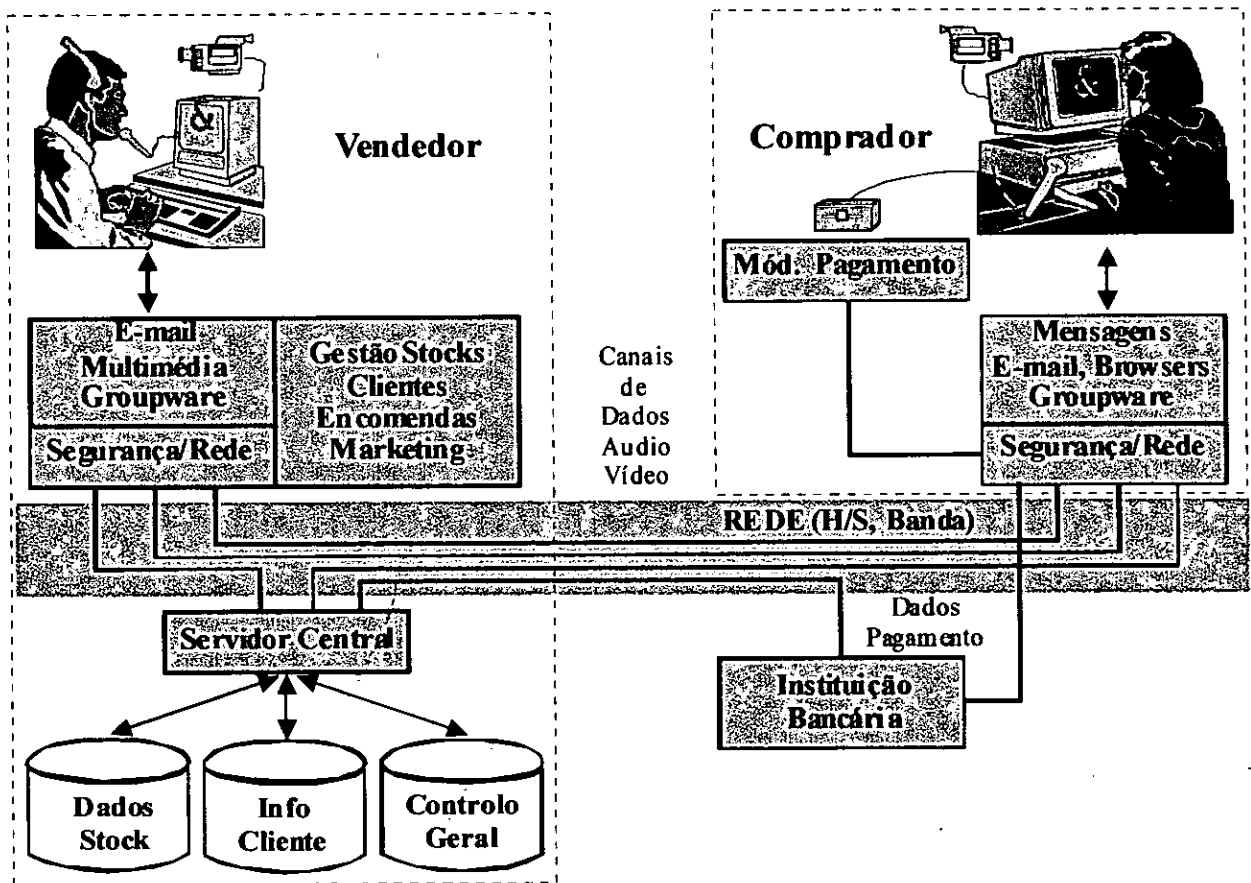 Vendedor
Comprador
Mód. Pagamento
E-mail
Multimédia
Groupware
Segurança/Rede
Gestão Stocks
Clientes
Encomendas
Marketing
Canais
de
Dados
Audio
Vídeo
Mensagens
E-mail, Browsers
Groupware
Segurança/Rede
REDE (H/S, Banda)
Servidor Central
Dados
Pagamento
Instituição
Bancária
Dados
Stock
Info
Cliente
Controlo
Geral